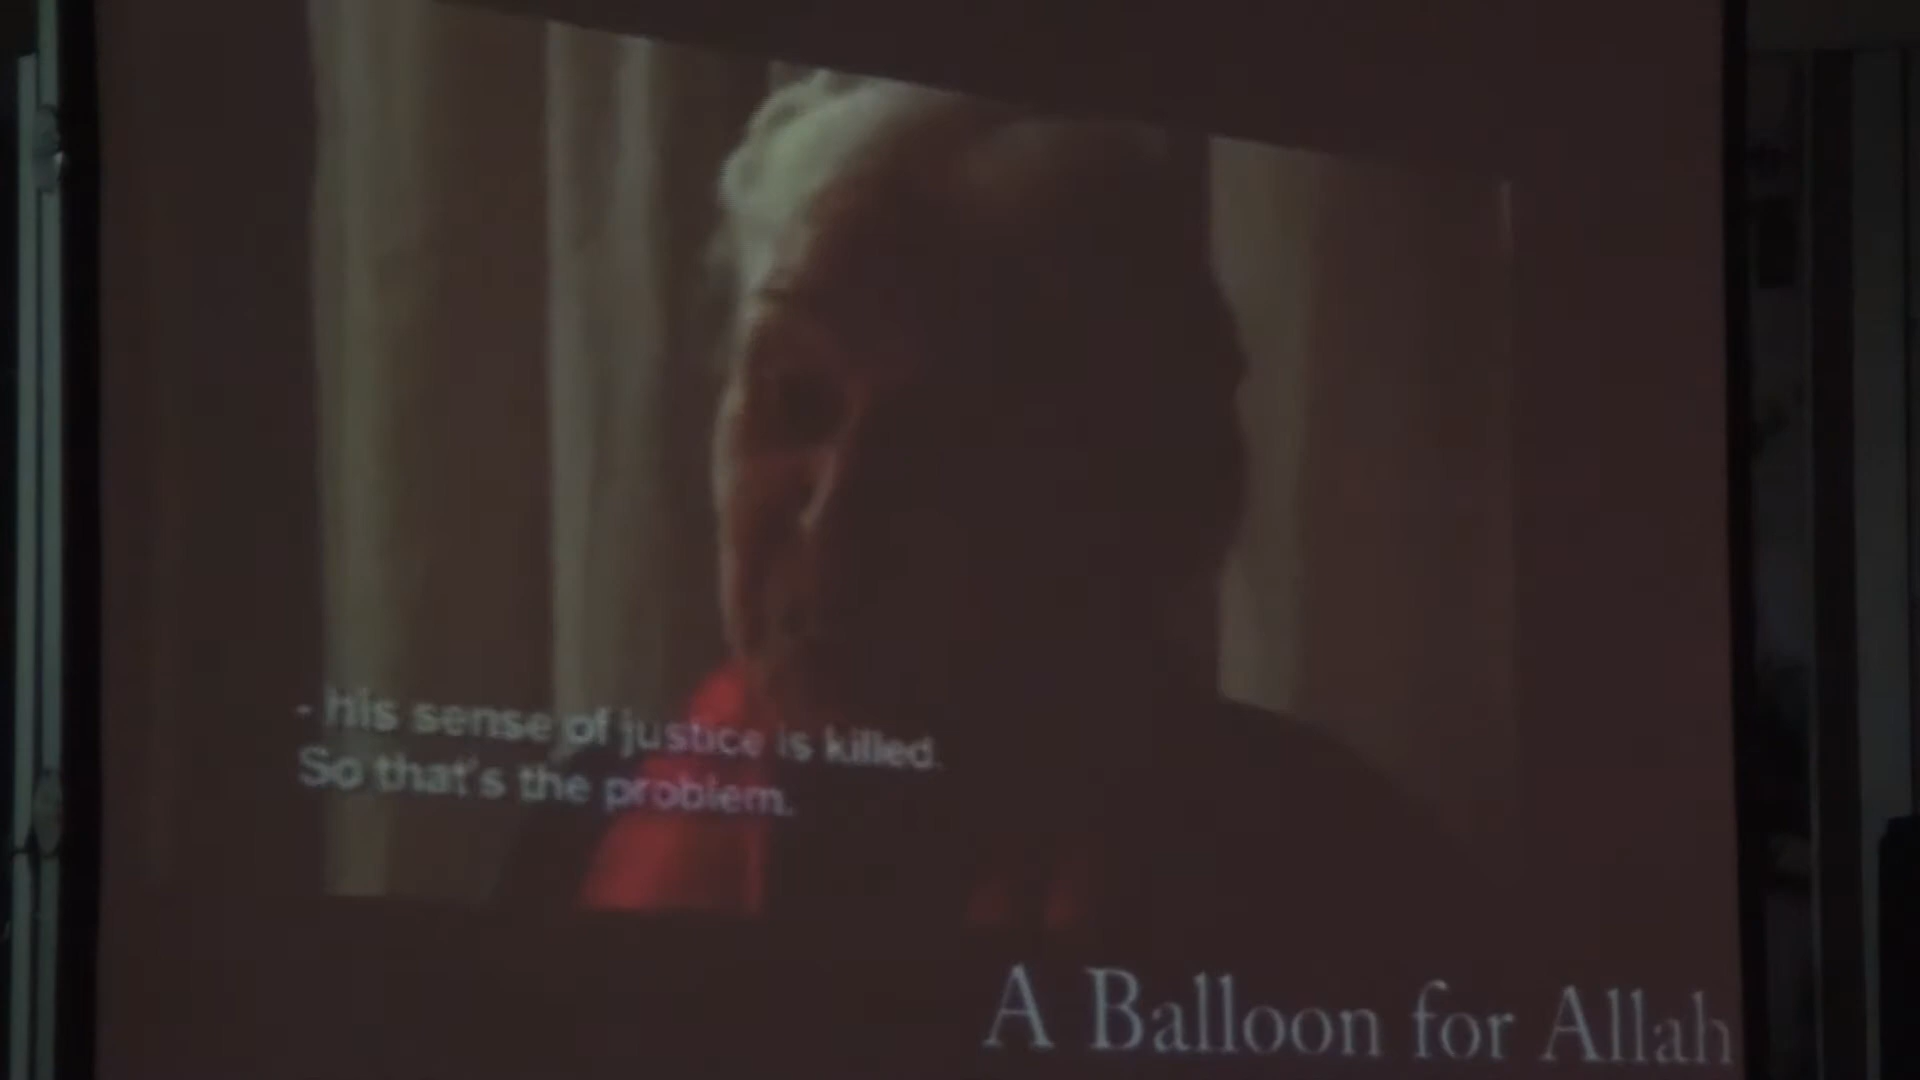 - his sense of justice is killed.
So that's the problem.
A Balloon for Allah